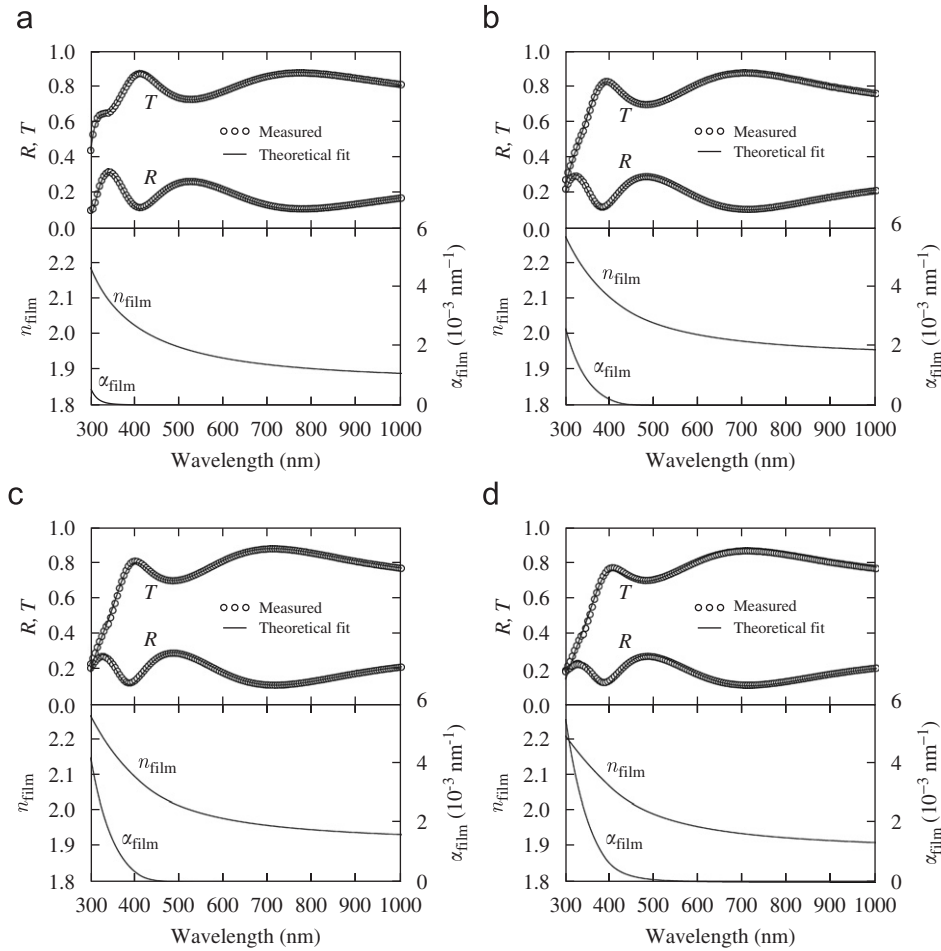 a
1.0
0.8
0.6
0.4
0.2
0.0
R, T
T
R
Measured
Theoretical fit
2.2
2.1
2.0
1.9
1.8
n_film
n_film
α_film
6
4
2
0
α_film (10⁻³ nm⁻¹)
300 400 500 600 700 800 900 1000
Wavelength (nm)
b
1.0
0.8
0.6
0.4
0.2
0.0
R, T
T
R
Measured
Theoretical fit
2.2
2.1
2.0
1.9
1.8
n_film
n_film
α_film
6
4
2
0
α_film (10⁻³ nm⁻¹)
300 400 500 600 700 800 900 1000
Wavelength (nm)
c
1.0
0.8
0.6
0.4
0.2
0.0
R, T
T
R
Measured
Theoretical fit
2.2
2.1
2.0
1.9
1.8
n_film
n_film
α_film
6
4
2
0
α_film (10⁻³ nm⁻¹)
300 400 500 600 700 800 900 1000
Wavelength (nm)
d
1.0
0.8
0.6
0.4
0.2
0.0
R, T
T
R
Measured
Theoretical fit
2.2
2.1
2.0
1.9
1.8
n_film
n_film
α_film
6
4
2
0
α_film (10⁻³ nm⁻¹)
300 400 500 600 700 800 900 1000
Wavelength (nm)